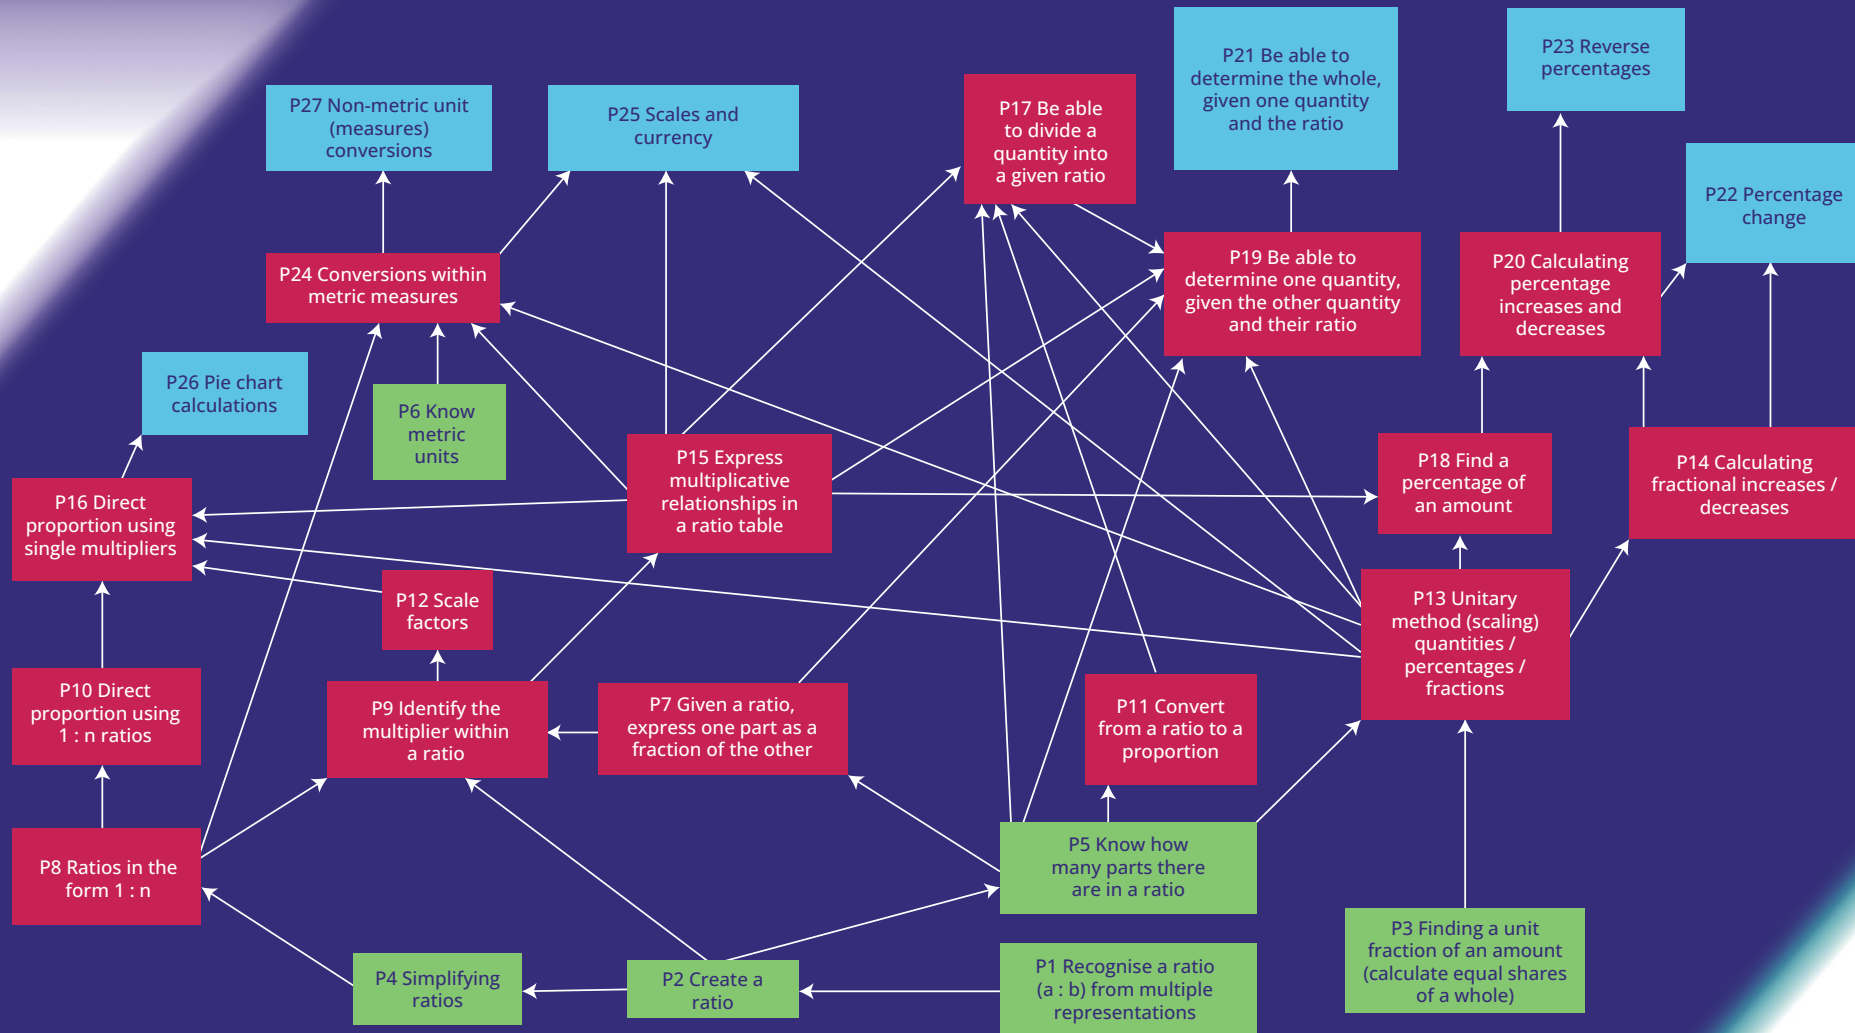 P27 Non-metric unit
(measures)
conversions
P25 Scales and
currency
P17 Be able
to divide a
quantity into
a given ratio
P21 Be able to
determine the whole,
given one quantity
and the ratio
P23 Reverse
percentages
P22 Percentage
change
P24 Conversions within
metric measures
P19 Be able to
determine one quantity,
given the other quantity
and their ratio
P20 Calculating
percentage
increases and
decreases
P26 Pie chart
calculations
P6 Know
metric
units
P15 Express
multiplicative
relationships in
a ratio table
P18 Find a
percentage of
an amount
P14 Calculating
fractional increases /
decreases
P16 Direct
proportion using
single multipliers
P12 Scale
factors
P13 Unitary
method (scaling)
quantities /
percentages /
fractions
P10 Direct
proportion using
1 : n ratios
P9 Identify the
multiplier within
a ratio
P7 Given a ratio,
express one part as a
fraction of the other
P11 Convert
from a ratio to a
proportion
P8 Ratios in the
form 1 : n
P5 Know how
many parts there
are in a ratio
P3 Finding a unit
fraction of an amount
(calculate equal shares
of a whole)
P4 Simplifying
ratios
P2 Create a
ratio
P1 Recognise a ratio
(a : b) from multiple
representations